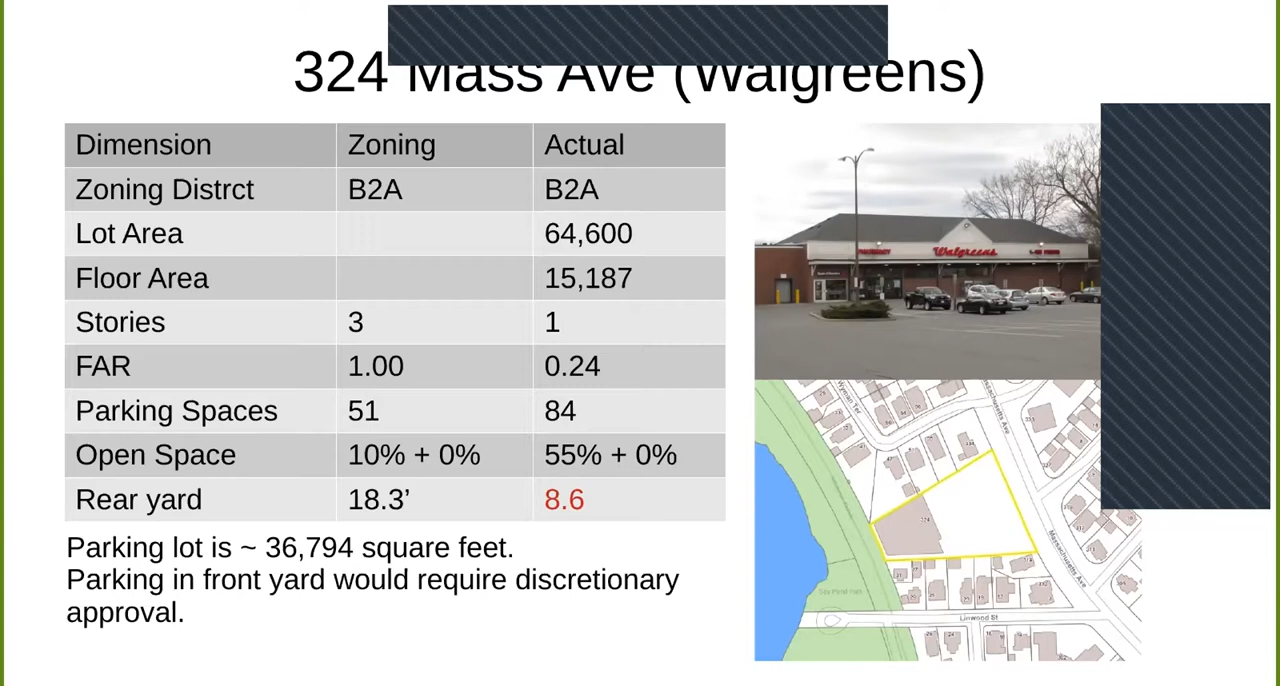 324 Mass Ave (Walgreens)
Dimension Zoning Actual
Zoning Distrct B2A B2A
Lot Area 64,600
Floor Area 15,187
Stories 3 1
FAR 1.00 0.24
Parking Spaces 51 84
Open Space 10% + 0% 55% + 0%
Rear yard 18.3’ 8.6
Parking lot is ~ 36,794 square feet.
Parking in front yard would require discretionary
approval.
Walgreens
Massachusetts Ave
324
Massachusetts Ave
Linwood St